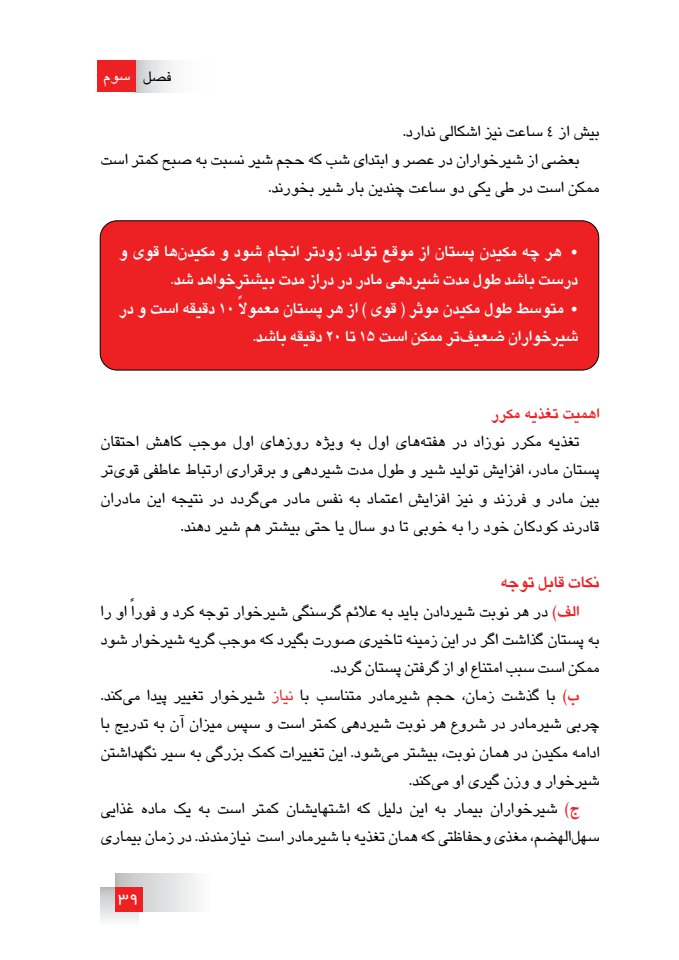 فصل سوم
بیش از ٤ ساعت نیز اشکالی ندارد.
بعضی از شیرخواران در عصر و ابتدای شب که حجم شیر نسبت به صبح کمتر است
ممکن است در طی یکی دو ساعت چندین بار شیر بخورند.
• هر چه مکیدن پستان از موقع تولد، زودتر انجام شود و مکیدن‌ها قوی و
درست باشد طول مدت شیردهی مادر در دراز مدت بیشترخواهد شد.
• متوسط طول مکیدن موثر ( قوی ) از هر پستان معمولاً ۱۰ دقیقه است و در
شیرخواران ضعیف‌تر ممکن است ۱۵ تا ۲۰ دقیقه باشد.
اهمیت تغذیه مکرر
تغذیه مکرر نوزاد در هفته‌های اول به ویژه روزهای اول موجب کاهش احتقان
پستان مادر، افزایش تولید شیر و طول مدت شیردهی و برقراری ارتباط عاطفی قوی‌تر
بین مادر و فرزند و نیز افزایش اعتماد به نفس مادر می‌گردد در نتیجه این مادران
قادرند کودکان خود را به خوبی تا دو سال یا حتی بیشتر هم شیر دهند.
نکات قابل توجه
الف) در هر نوبت شیردادن باید به علائم گرسنگی شیرخوار توجه کرد و فوراً او را
به پستان گذاشت اگر در این زمینه تاخیری صورت بگیرد که موجب گریه شیرخوار شود
ممکن است سبب امتناع او از گرفتن پستان گردد.
ب) با گذشت زمان، حجم شیرمادر متناسب با نیاز شیرخوار تغییر پیدا می‌کند.
چربی شیرمادر در شروع هر نوبت شیردهی کمتر است و سپس میزان آن به تدریج با
ادامه مکیدن در همان نوبت، بیشتر می‌شود. این تغییرات کمک بزرگی به سیر نگهداشتن
شیرخوار و وزن گیری او می‌کند.
ج) شیرخواران بیمار به این دلیل که اشتهایشان کمتر است به یک ماده غذایی
سهل‌الهضم، مغذی وحفاظتی که همان تغذیه با شیرمادر است نیازمندند. در زمان بیماری
۳۹